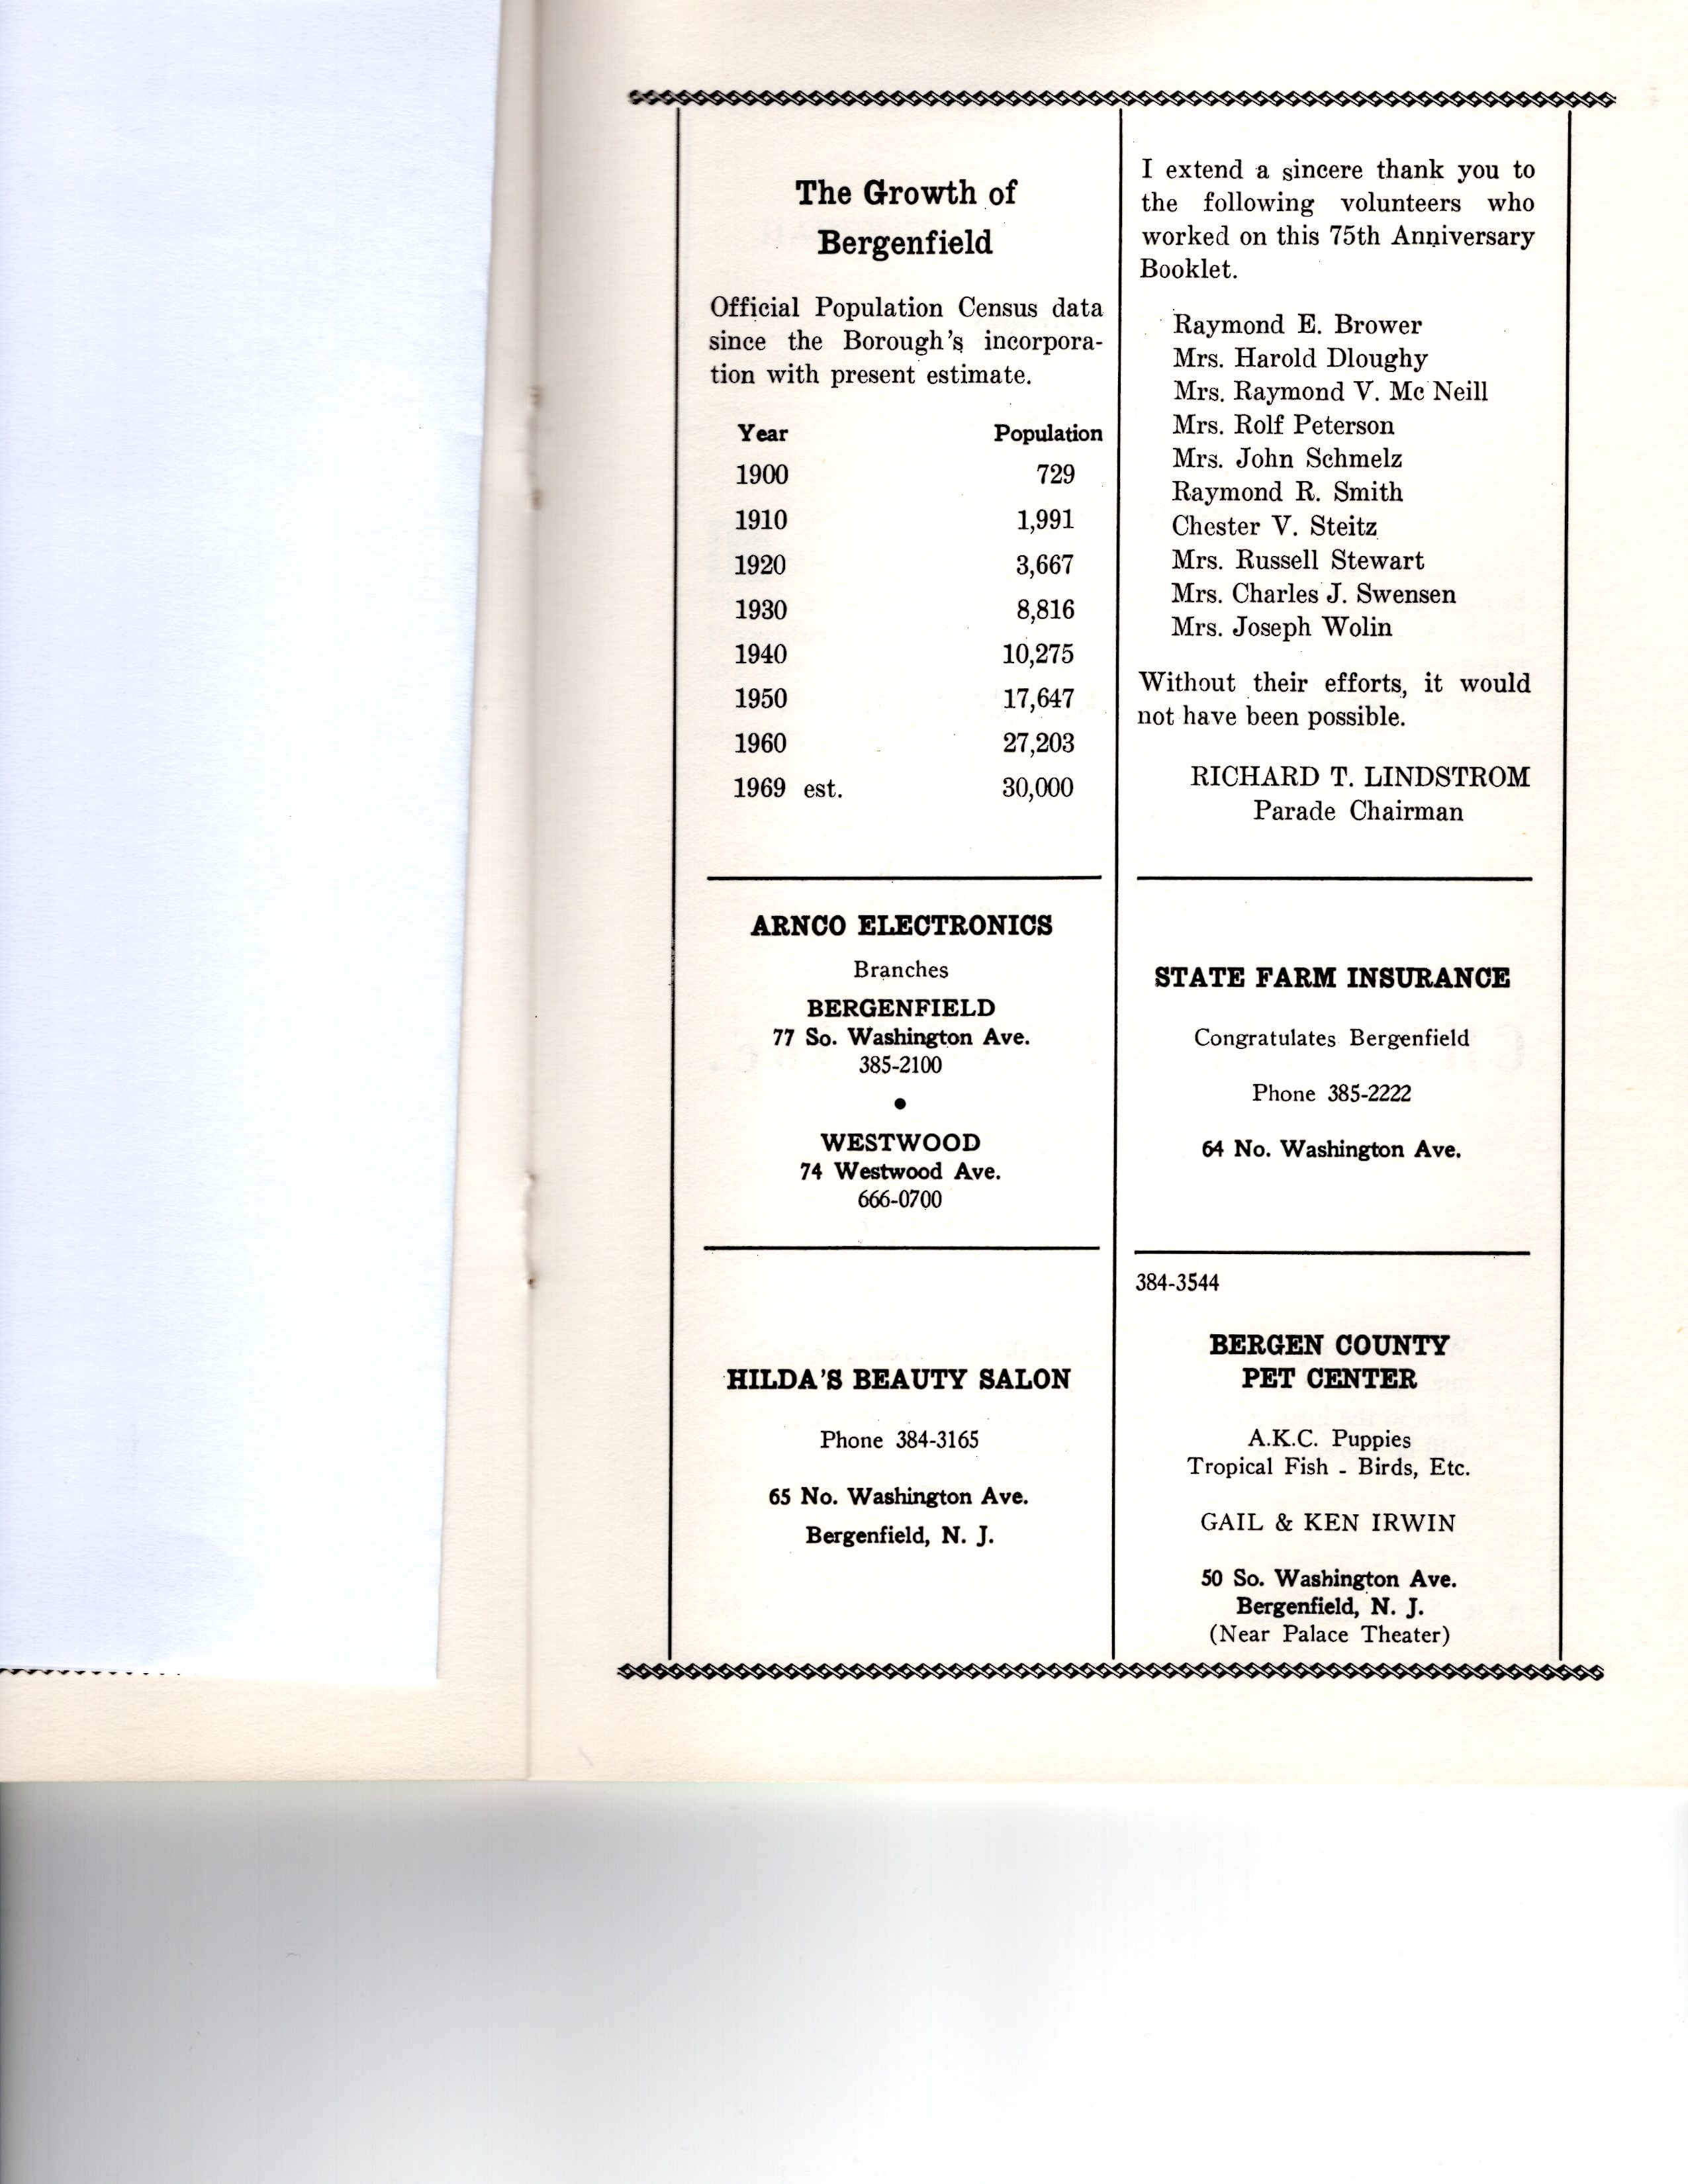 The Growth of
Bergenfield
Official Population Census data
since the Borough's incorpora-
tion with present estimate.
Year Population
1900 729
1910 1,991
1920 3,667
1930 8,816
1940 10,275
1950 17,647
1960 27,203
1969 est. 30,000
I extend a sincere thank you to
the following volunteers who
worked on this 75th Anniversary
Booklet.
Raymond E. Brower
Mrs. Harold Dloughy
Mrs. Raymond V. Mc Neill
Mrs. Rolf Peterson
Mrs. John Schmelz
Raymond R. Smith
Chester V. Steitz
Mrs. Russell Stewart
Mrs. Charles J. Swensen
Mrs. Joseph Wolin
Without their efforts, it would
not have been possible.
RICHARD T. LINDSTROM
Parade Chairman
ARNCO ELECTRONICS
Branches
BERGENFIELD
77 So. Washington Ave.
385-2100
•
WESTWOOD
74 Westwood Ave.
666-0700
STATE FARM INSURANCE
Congratulates Bergenfield
Phone 385-2222
64 No. Washington Ave.
HILDA'S BEAUTY SALON
Phone 384-3165
65 No. Washington Ave.
Bergenfield, N. J.
384-3544
BERGEN COUNTY
PET CENTER
A.K.C. Puppies
Tropical Fish - Birds, Etc.
GAIL & KEN IRWIN
50 So. Washington Ave.
Bergenfield, N. J.
(Near Palace Theater)